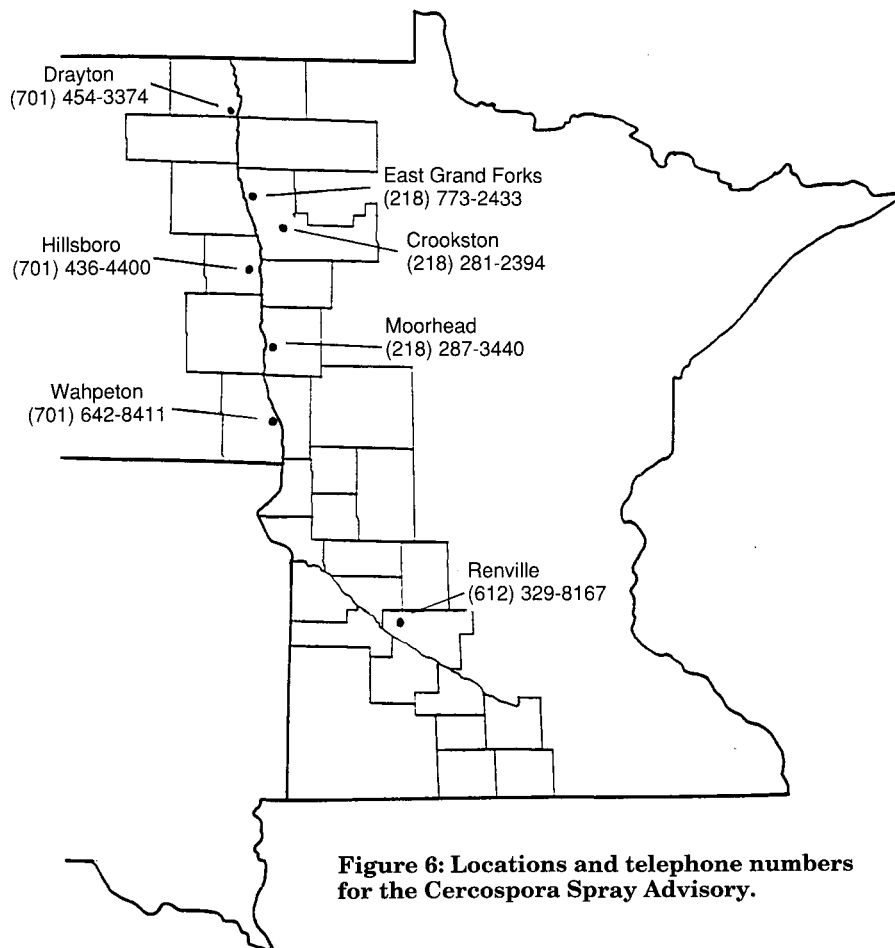 Drayton
(701) 454-3374
East Grand Forks
(218) 773-2433
Crookston
(218) 281-2394
Hillsboro
(701) 436-4400
Moorhead
(218) 287-3440
Wahpeton
(701) 642-8411
Renville
(612) 329-8167
Figure 6: Locations and telephone numbers
for the Cercospora Spray Advisory.